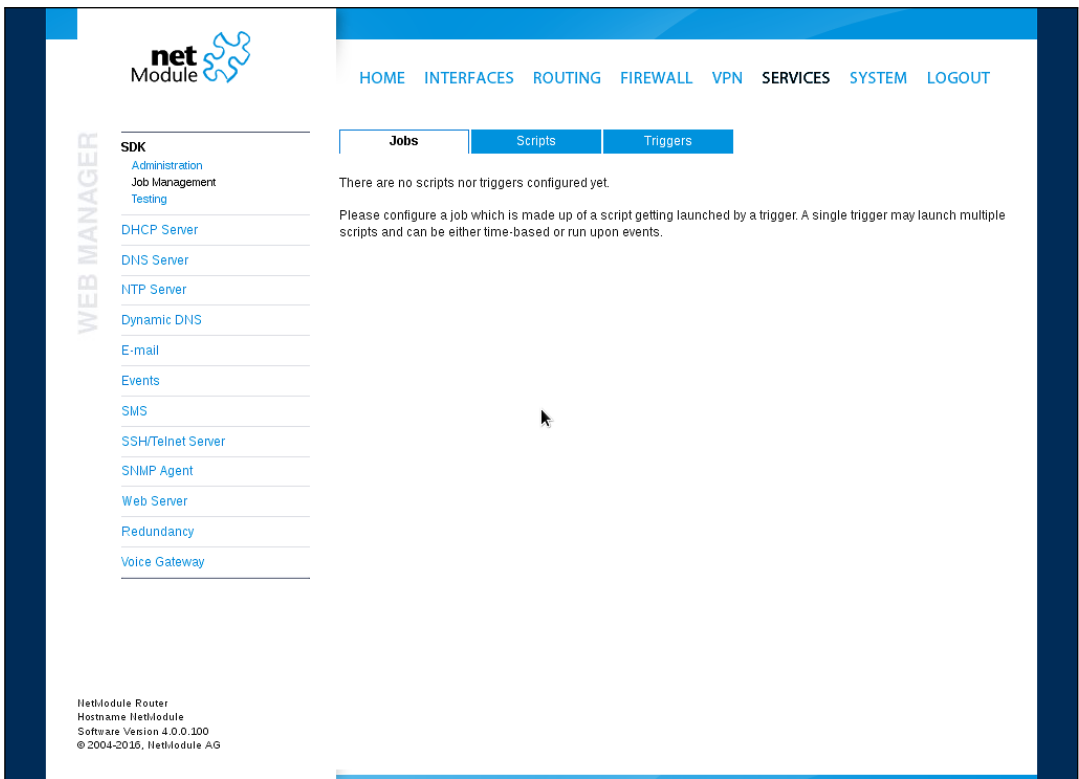 net
Module
HOME INTERFACES ROUTING FIREWALL VPN SERVICES SYSTEM LOGOUT
WEB MANAGER
SDK
Administration
Job Management
Testing
DHCP Server
DNS Server
NTP Server
Dynamic DNS
E-mail
Events
SMS
SSH/Telnet Server
SNMP Agent
Web Server
Redundancy
Voice Gateway
Jobs Scripts Triggers
There are no scripts nor triggers configured yet.
Please configure a job which is made up of a script getting launched by a trigger. A single trigger may launch multiple
scripts and can be either time-based or run upon events.
NetModule Router
Hostname NetModule
Software Version 4.0.0.100
© 2004-2016, NetModule AG